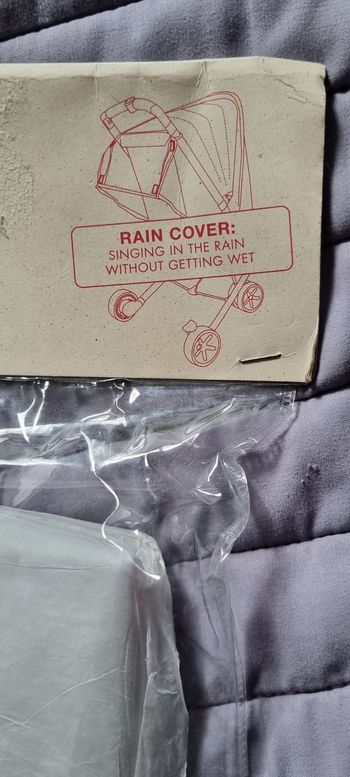 RAIN COVER:
SINGING IN THE RAIN
WITHOUT GETTING WET